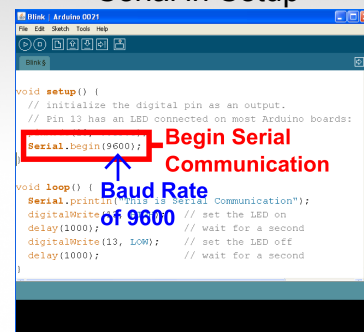 Serial in Setup
Blink | Arduino 0021
File Edit Sketch Tools Help
Blink §
void setup() {
// initialize the digital pin as an output.
// Pin 13 has an LED connected on most Arduino boards:
Serial.begin(9600);
Begin Serial
Communication
}
void loop() {
Baud Rate
of 9600
Serial.println("This is Serial Communication");
digitalWrite( // set the LED on
delay(1000); // wait for a second
digitalWrite(13, LOW); // set the LED off
delay(1000); // wait for a second
}